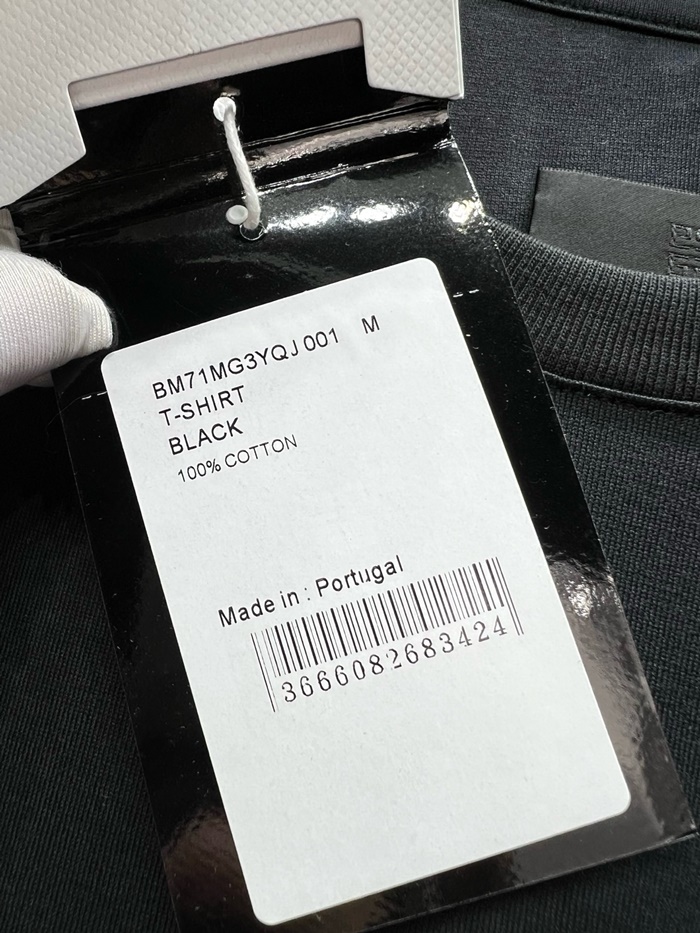 BM71MG3YQJ 001 M
T-SHIRT
BLACK
100% COTTON
Made in : Portugal
3666082683424